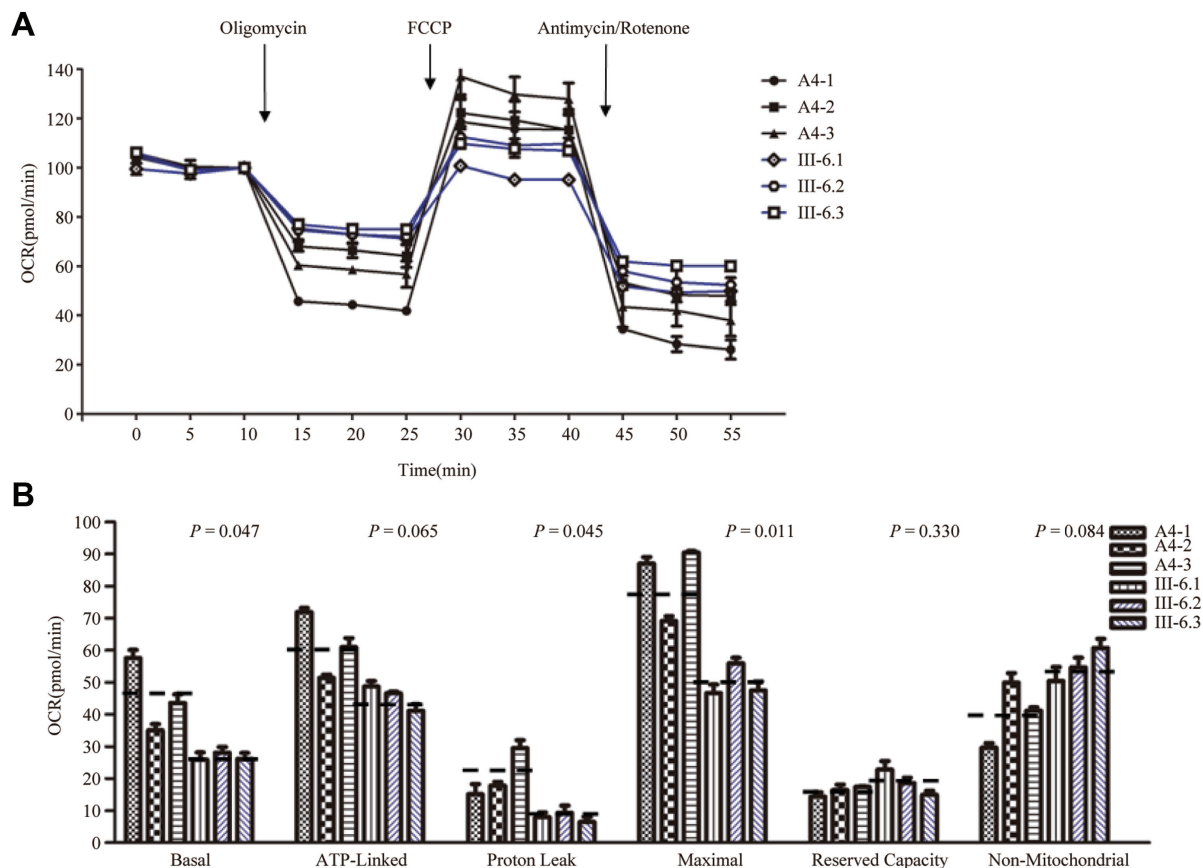 A
Oligomycin FCCP Antimycin/Rotenone
OCR(pmol/min)
140
120
100
80
60
40
20
0
0 5 10 15 20 25 30 35 40 45 50 55
Time(min)
A4-1
A4-2
A4-3
III-6.1
III-6.2
III-6.3
B
P = 0.047 P = 0.065 P = 0.045 P = 0.011 P = 0.330 P = 0.084
OCR(pmol/min)
100
90
80
70
60
50
40
30
20
10
0
Basal ATP-Linked Proton Leak Maximal Reserved Capacity Non-Mitochondrial
A4-1
A4-2
A4-3
III-6.1
III-6.2
III-6.3